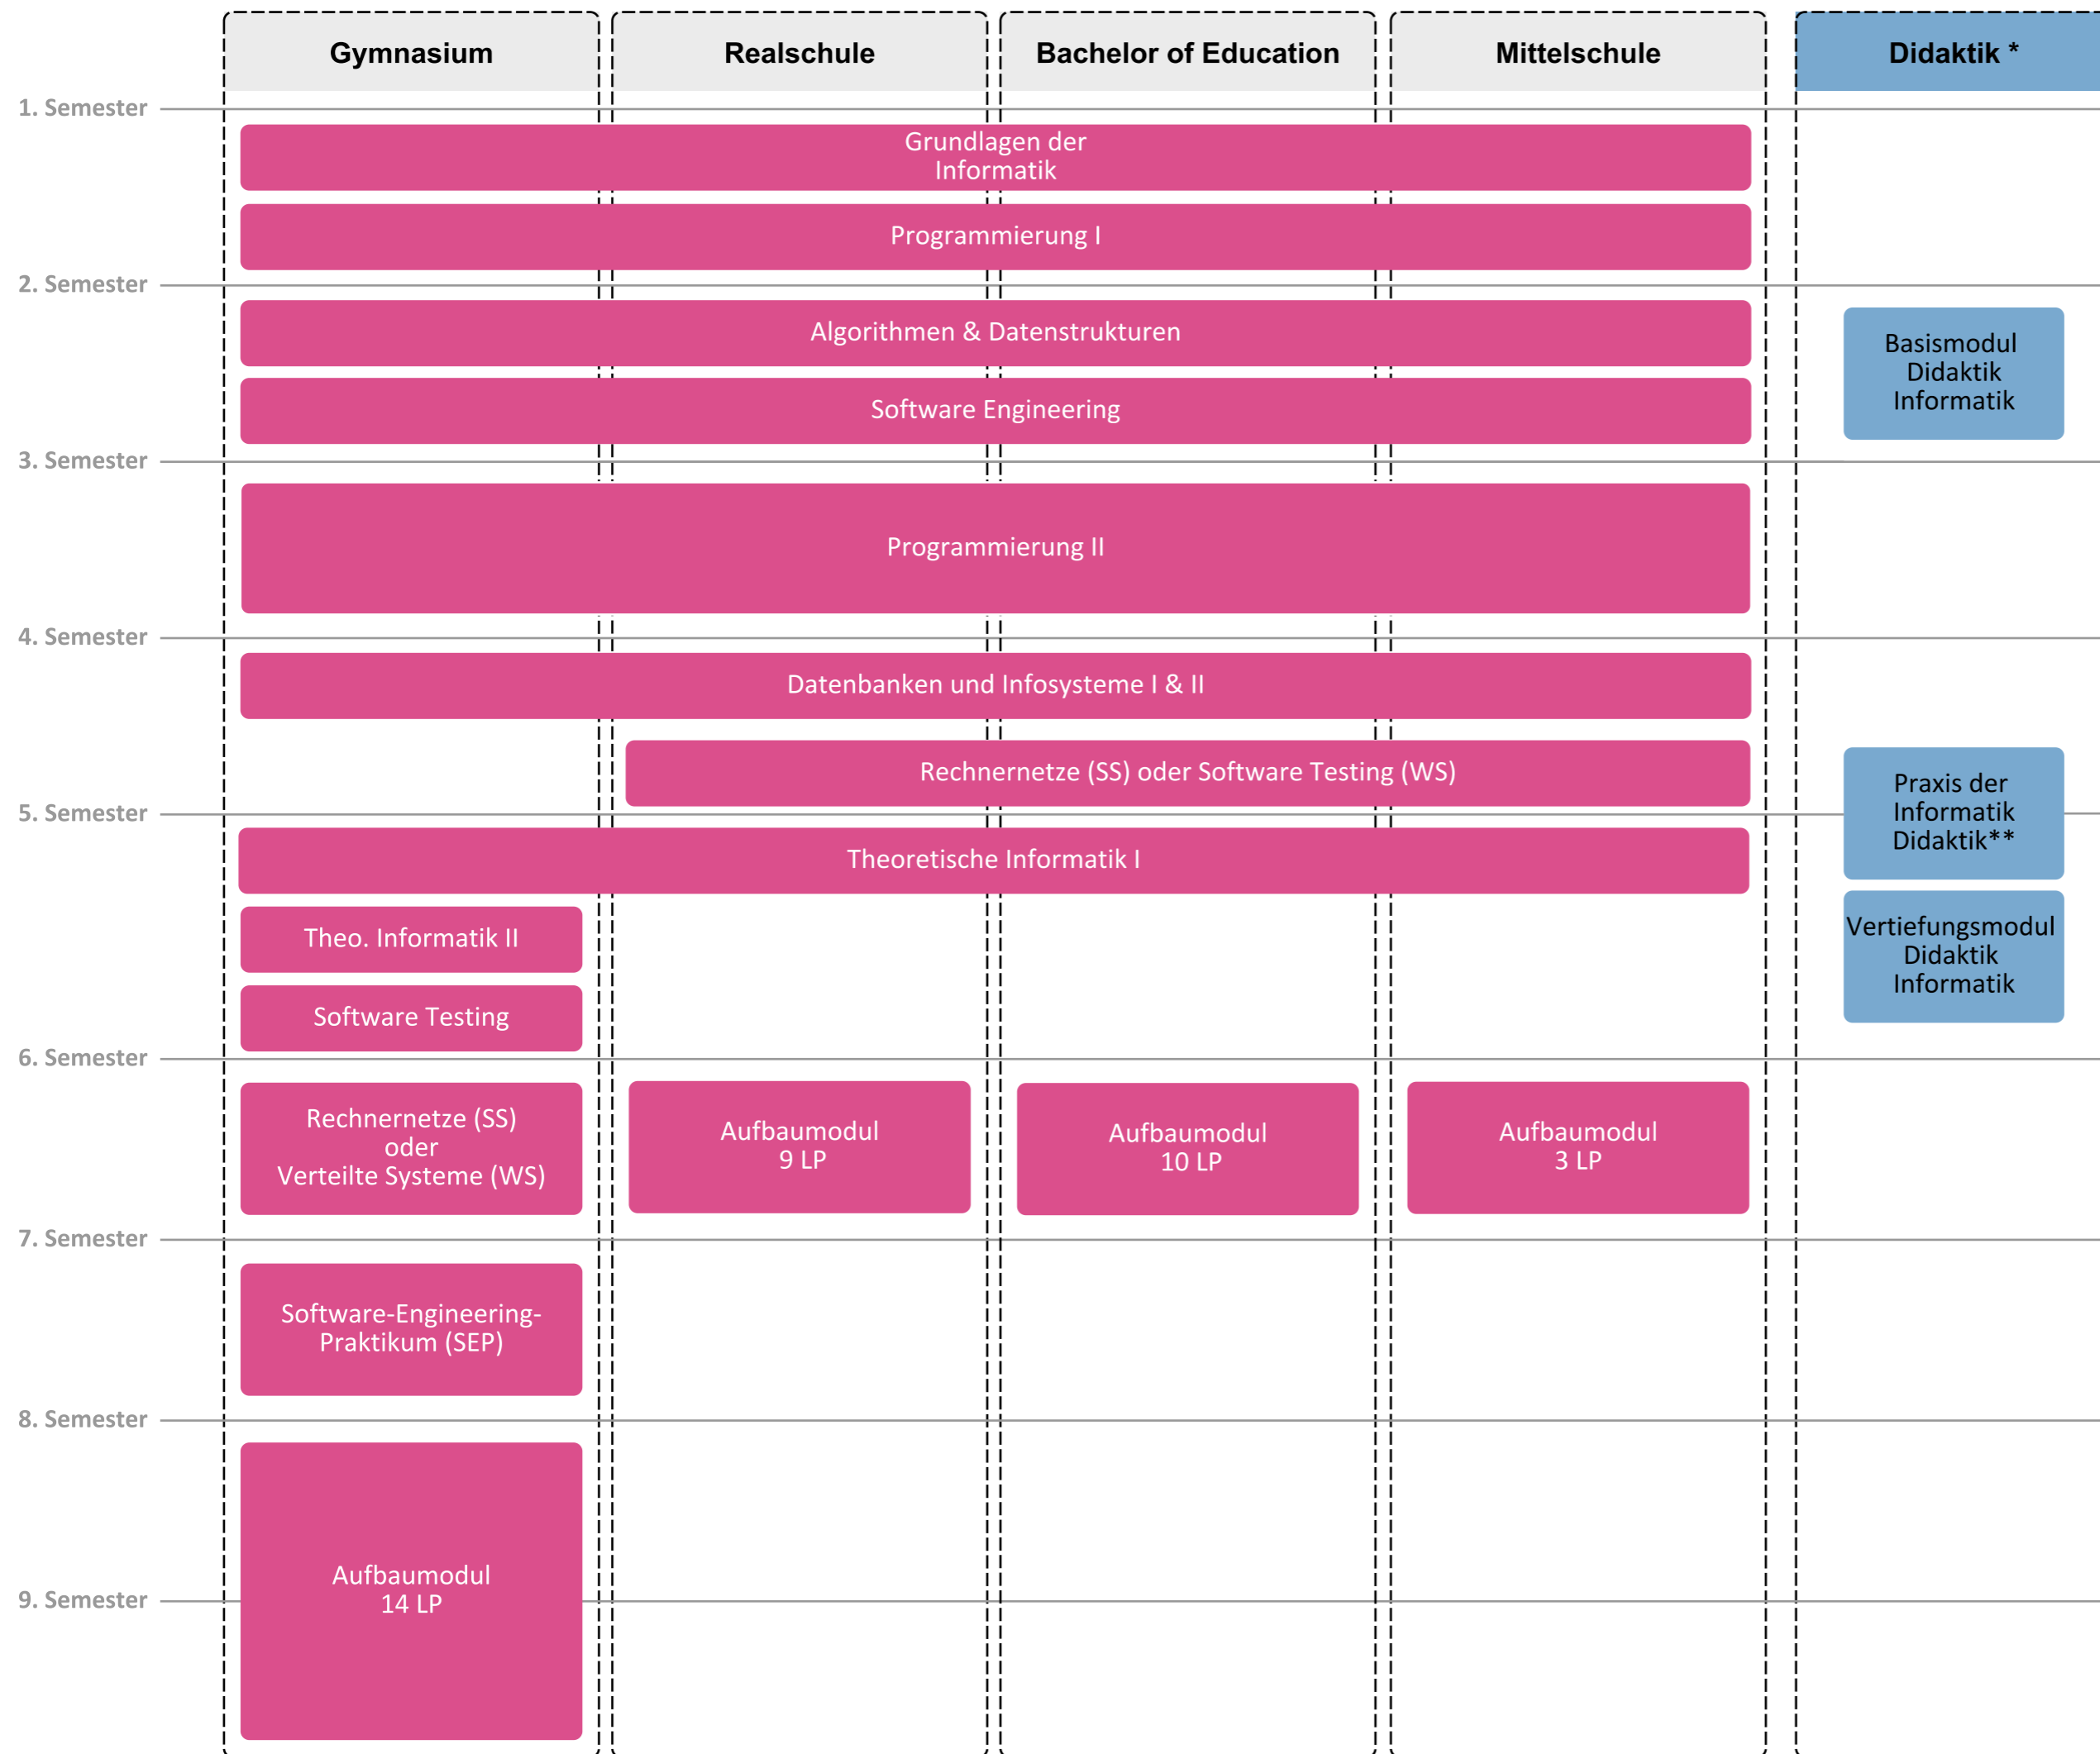 Gymnasium
Realschule
Bachelor of Education
Mittelschule
Didaktik *
1. Semester
Grundlagen der
Informatik
Programmierung I
2. Semester
Algorithmen & Datenstrukturen
Software Engineering
Basismodul
Didaktik
Informatik
3. Semester
Programmierung II
4. Semester
Datenbanken und Infosysteme I & II
Rechnernetze (SS) oder Software Testing (WS)
Praxis der
Informatik
Didaktik**
5. Semester
Theoretische Informatik I
Theo. Informatik II
Software Testing
Vertiefungsmodul
Didaktik
Informatik
6. Semester
Rechnernetze (SS)
oder
Verteilte Systeme (WS)
Aufbaumodul
9 LP
Aufbaumodul
10 LP
Aufbaumodul
3 LP
7. Semester
Software-Engineering-
Praktikum (SEP)
8. Semester
Aufbaumodul
14 LP
9. Semester